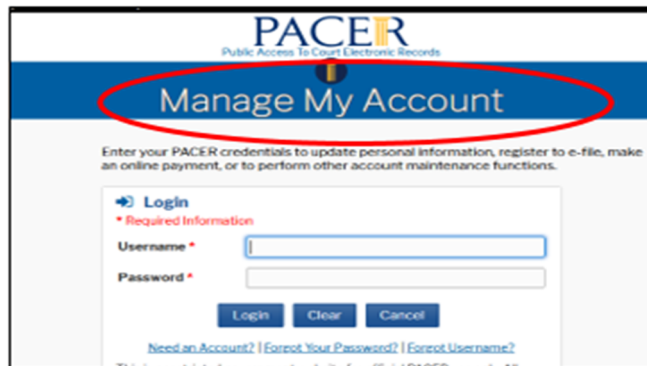 PACER
Public Access To Court Electronic Records
Manage My Account
Enter your PACER credentials to update personal information, register to e-file, make
an online payment, or to perform other account maintenance functions.
Login
* Required Information
Username *
Password *
Login Clear Cancel
Need an Account? | Forgot Your Password? | Forgot Username?